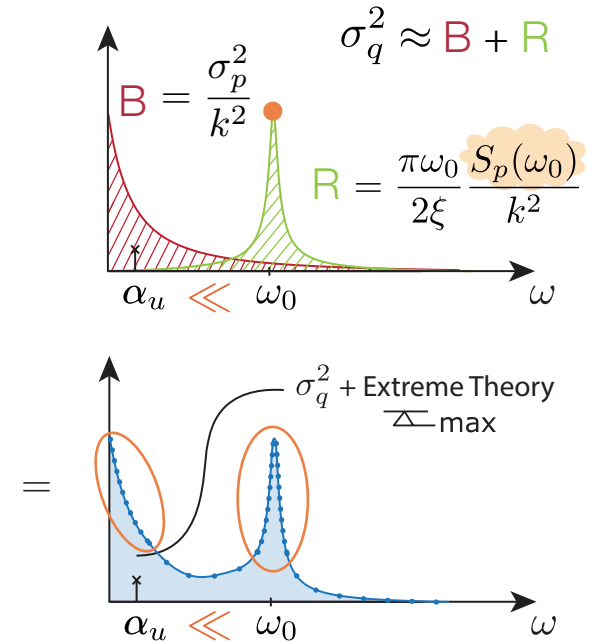 ω
σ_q^2 ≈ B + R
B = σ_p^2 / k^2
R = πω_0 / 2ξ S_p(ω_0) / k^2
α_u ≪ ω_0 ω
ω
σ_q^2 + Extreme Theory
max
=
α_u ≪ ω_0 ω